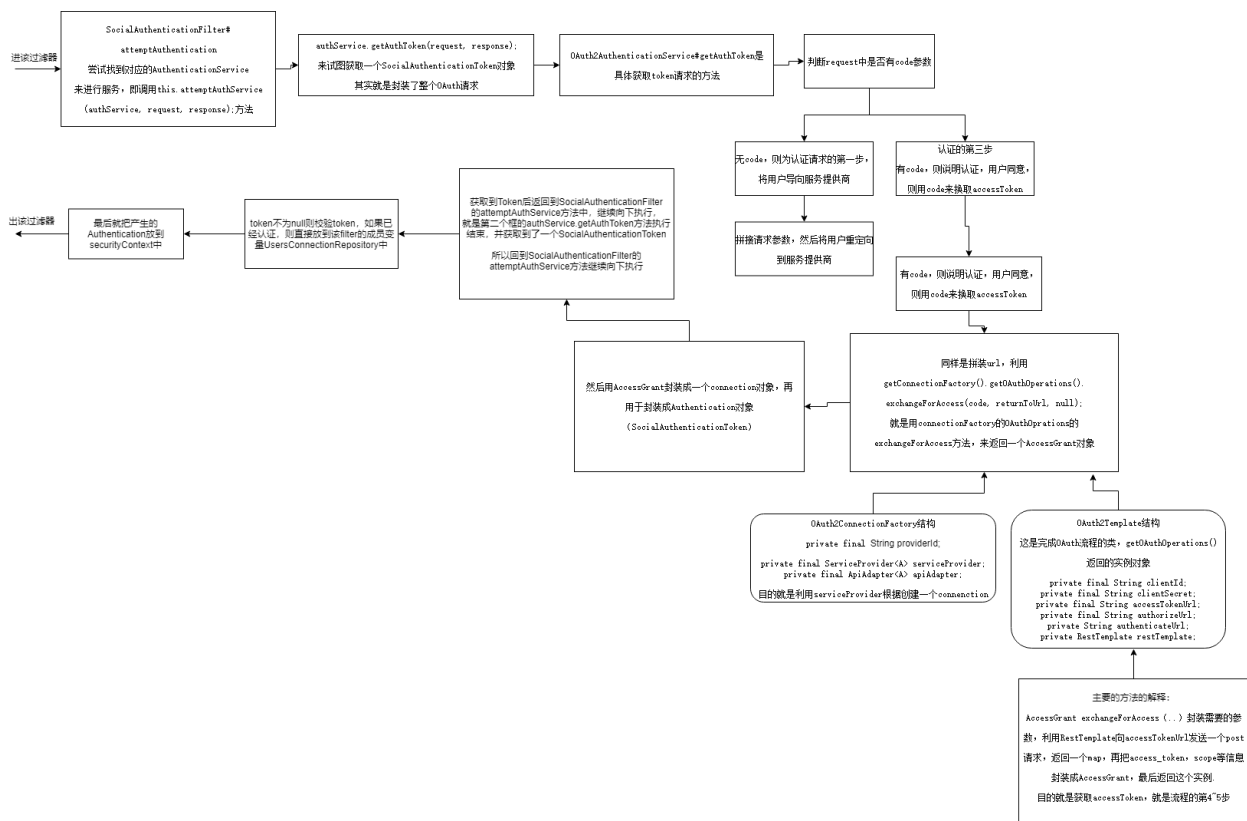 进该过滤器
SocialAuthenticationFilter#
attemptAuthentication
尝试找到对应的AuthenticationService
来进行服务，即调用this.attemptAuthService
(authService, request, response);方法
authService.getAuthToken(request, response);
来试图获取一个SocialAuthenticationToken对象
其实就是封装了整个OAuth请求
OAuth2AuthenticationService#getAuthToken是
具体获取token请求的方法
判断request中是否有code参数
无code，则为认证请求的第一步，
将用户导向服务提供商
认证的第三步
有code，则说明认证，用户同意，
则用code来换取accessToken
拼接请求参数，然后将用户重定向
到服务提供商
有code，则说明认证，用户同意，
则用code来换取accessToken
同样是拼装url，利用
getConnectionFactory().getOAuthOperations().
exchangeForAccess(code, returnToUrl, null);
就是用connectionFactory的OAuthOprations的
exchangeForAccess方法，来返回一个AccessGrant对象
OAuth2ConnectionFactory结构
private final String providerId;
private final ServiceProvider<A> serviceProvider;
private final ApiAdapter<A> apiAdapter;
目的就是利用serviceProvider根据创建一个connenction
OAuth2Template结构
这是完成OAuth流程的类，getOAuthOperations()
返回的实例对象
private final String clientId;
private final String clientSecret;
private final String accessTokenUrl;
private final String authorizeUrl;
private String authenticateUrl;
private RestTemplate restTemplate;
主要的方法的解释：
AccessGrant exchangeForAccess（..）封装需要的参
数，利用RestTemplate向accessTokenUrl发送一个post
请求，返回一个map，再把access_token，scope等信息
封装成AccessGrant，最后返回这个实例.
目的就是获取accessToken，就是流程的第4~5步
然后用AccessGrant封装成一个connection对象，再
用于封装成Authentication对象
(SocialAuthenticationToken)
获取到Token后返回到SocialAuthenticationFilter
的attemptAuthService方法中，继续向下执行，
就是第二个框的authService.getAuthToken方法执行
结束，并获取到了一个SocialAuthenticationToken
所以回到SocialAuthenticationFilter的
attemptAuthService方法继续向下执行
token不为null则校验token，如果已
经认证，则直接放到该filter的成员变
量UsersConnectionRepository中
最后就把产生的
Authentication放到
securityContext中
出该过滤器